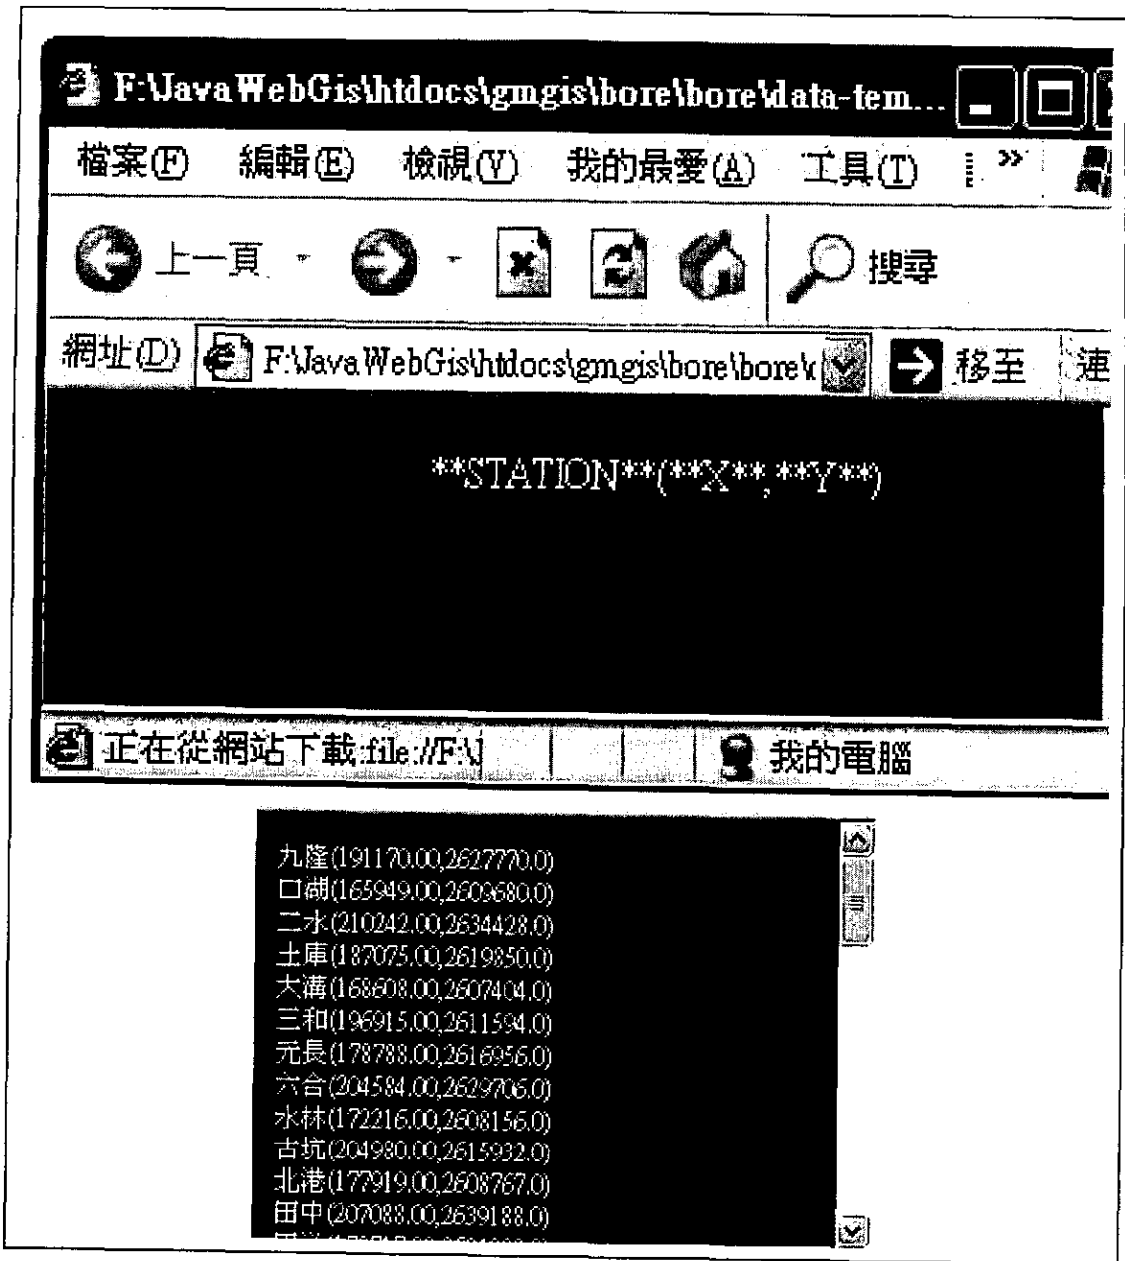 F:\JavaWebGis\htdocs\gmgis\bore\bore\data-tem...
檔案(F) 編輯(E) 檢視(V) 我的最愛(A) 工具(T) »
上一頁 搜尋
網址(D) F:\JavaWebGis\htdocs\gmgis\bore\bore\ 移至 連
**STATION**(**X**,**Y**)
正在從網站下載:file://F:\ 我的電腦
九隆(191170.00,2627770.0)
口湖(165949.00,2609680.0)
二水(210242.00,2634428.0)
土庫(187075.00,2619850.0)
大溝(168608.00,2607404.0)
三和(196915.00,2611594.0)
元長(178788.00,2616956.0)
六合(204584.00,2629706.0)
水林(172216.00,2608156.0)
古坑(204980.00,2615932.0)
北港(177919.00,2608767.0)
田中(207088.00,2639188.0)